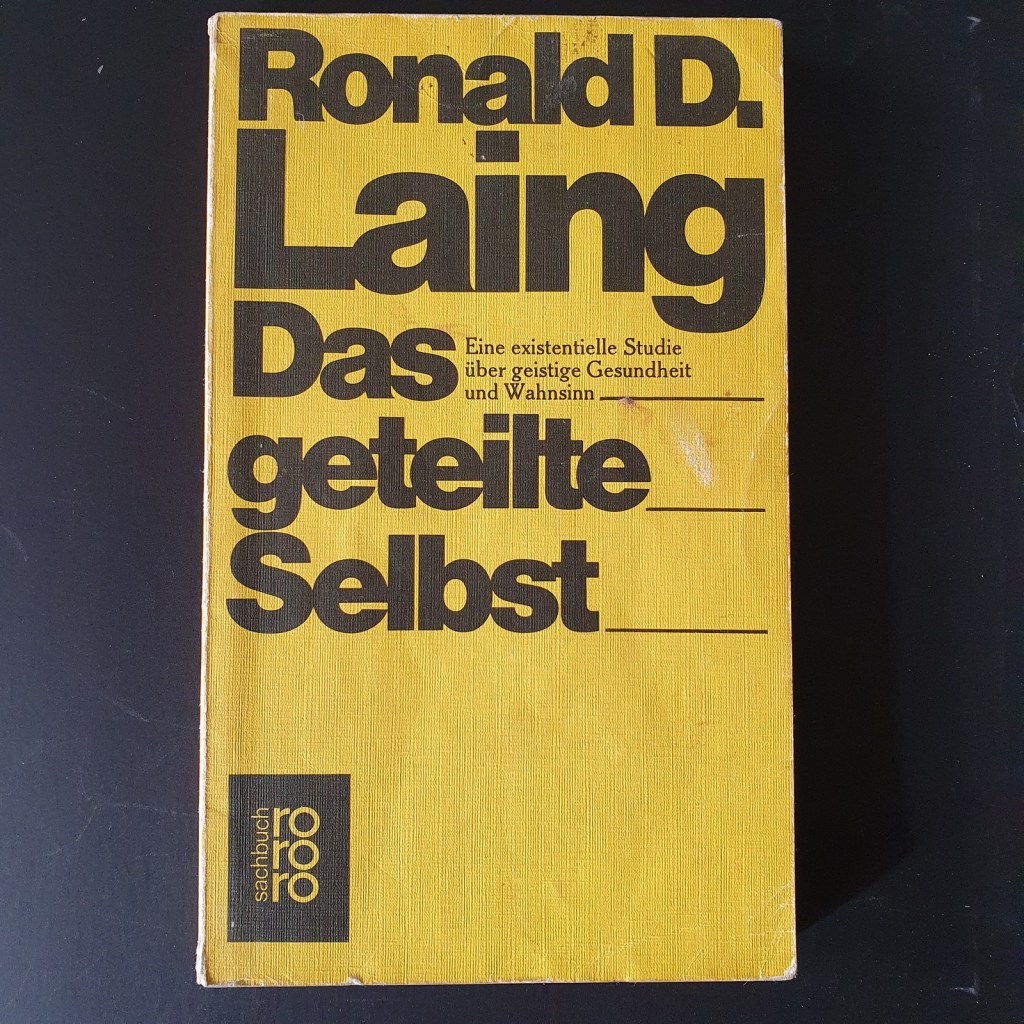 Ronald D.
Laing
Das
Eine existentielle Studie
über geistige Gesundheit
und Wahnsinn
geteilte
Selbst
sachbuch
ro
ro
ro